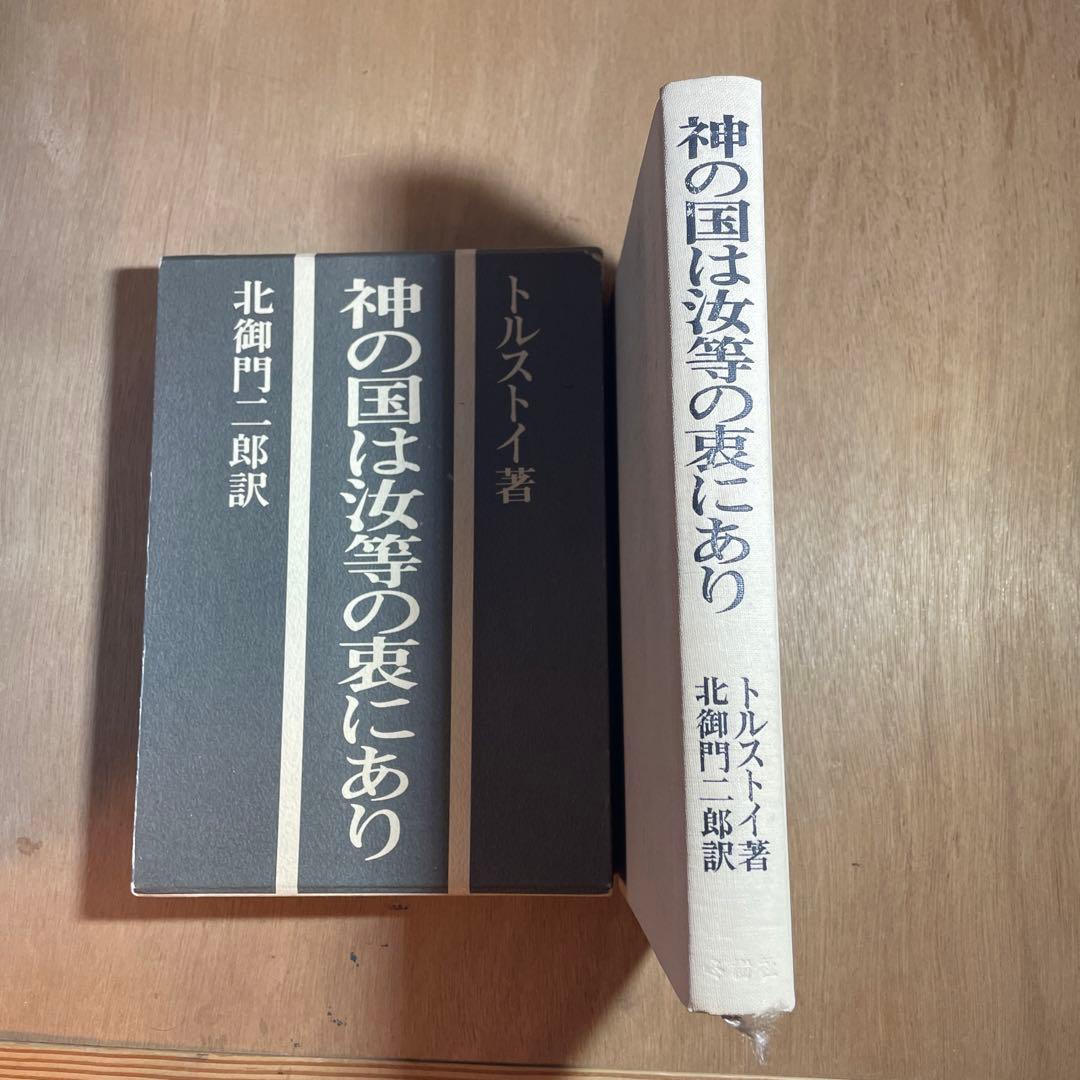 トルストイ著
神の国は汝等の衷にあり
北御門二郎訳
神の国は汝等の衷にあり
トルストイ著
北御門二郎訳